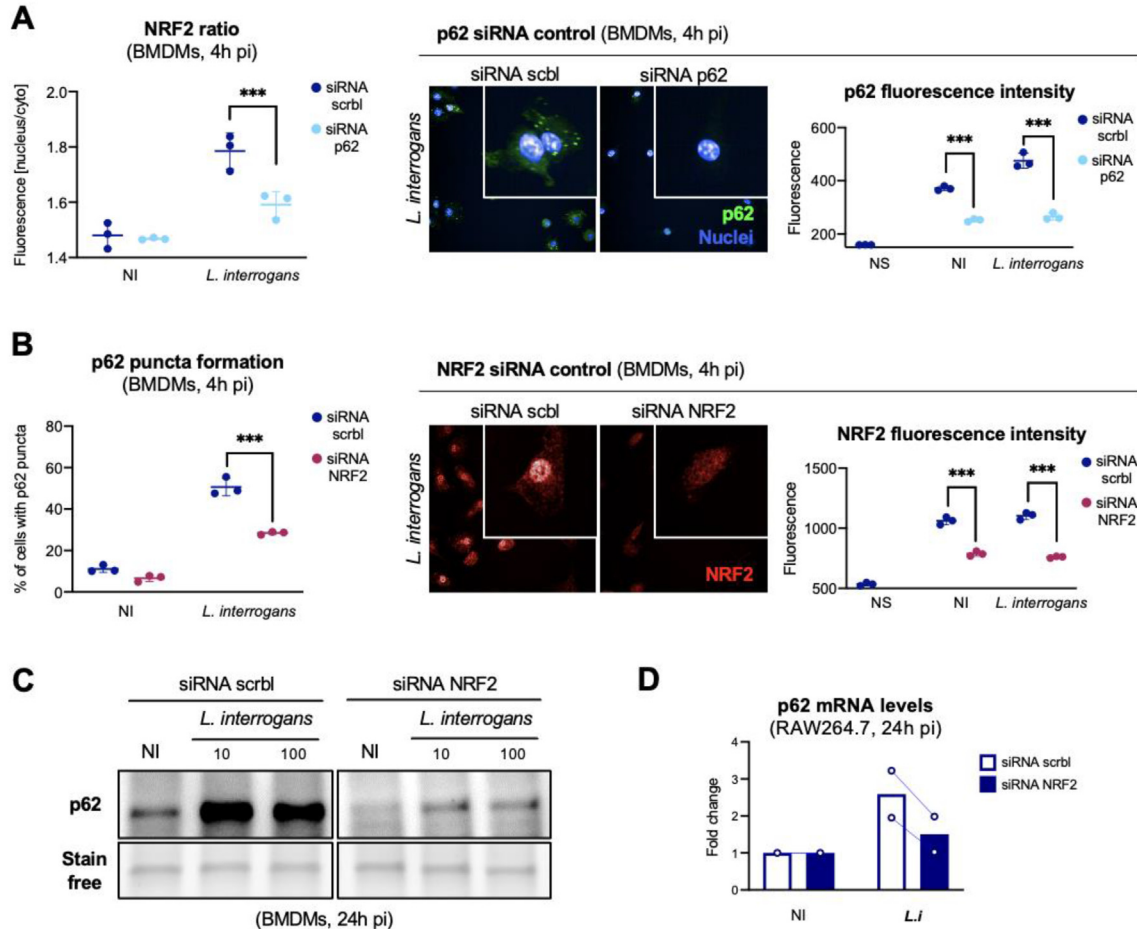 A
NRF2 ratio
(BMDMs, 4h pi)
Fluorescence [nucleus/cyto]
2.0
1.8
1.6
1.4
NI
L. interrogans
***
siRNA
scrbl
siRNA
p62
p62 siRNA control (BMDMs, 4h pi)
siRNA scbl
siRNA p62
L. interrogans
p62
Nuclei
p62 fluorescence intensity
Fluorescence
600
400
200
NS
NI
L. interrogans
***
***
siRNA
scrbl
siRNA
p62
B
p62 puncta formation
(BMDMs, 4h pi)
% of cells with p62 puncta
80
60
40
20
0
NI
L. interrogans
***
siRNA
scrbl
siRNA
NRF2
NRF2 siRNA control (BMDMs, 4h pi)
siRNA scbl
siRNA NRF2
L. interrogans
NRF2
NRF2 fluorescence intensity
Fluorescence
1500
1000
500
NS
NI
L. interrogans
***
***
siRNA
scrbl
siRNA
NRF2
C
siRNA scrbl
siRNA NRF2
L. interrogans
L. interrogans
NI
10
100
NI
10
100
p62
Stain
free
(BMDMs, 24h pi)
D
p62 mRNA levels
(RAW264.7, 24h pi)
Fold change
4
3
2
1
0
NI
L.i
siRNA scrbl
siRNA NRF2